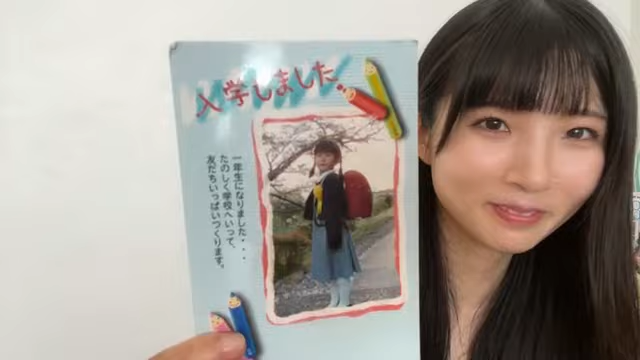 入学しました。
一年生になりました・・・
たのしく学校へいって、
友だちいっぱいつくります。